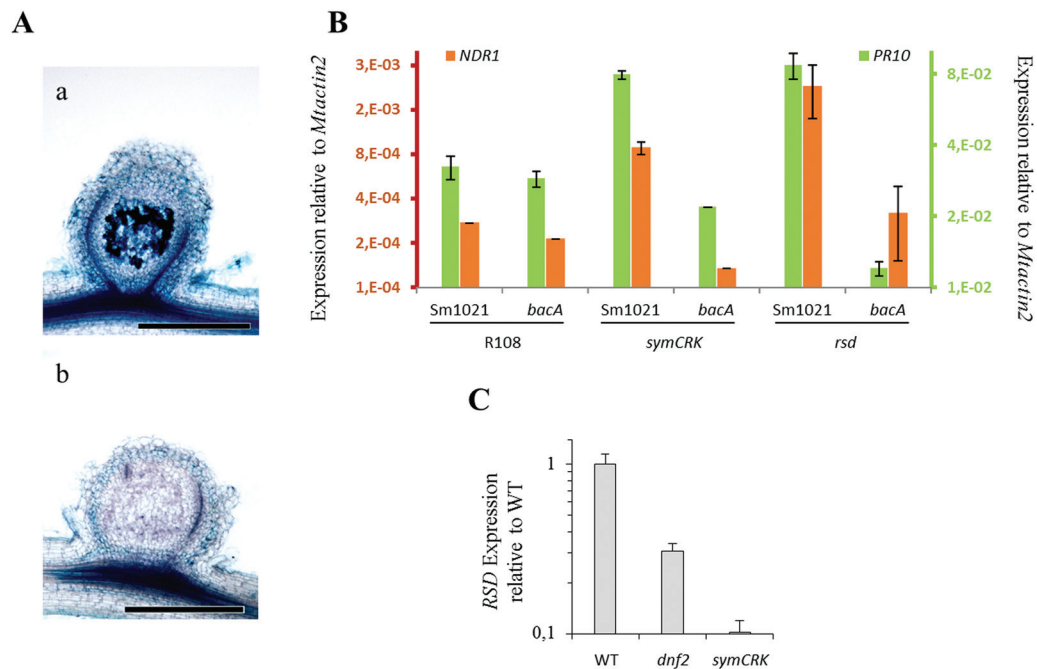 A
a
b
B
NDR1
PR10
Expression relative to Mtactin2
3,E-03
2,E-03
8,E-04
4,E-04
2,E-04
1,E-04
8,E-02
4,E-02
2,E-02
1,E-02
Expression relative to Mtactin2
Sm1021 bacA Sm1021 bacA Sm1021 bacA
R108 symCRK rsd
C
RSD Expression
relative to WT
1
0,1
WT dnf2 symCRK